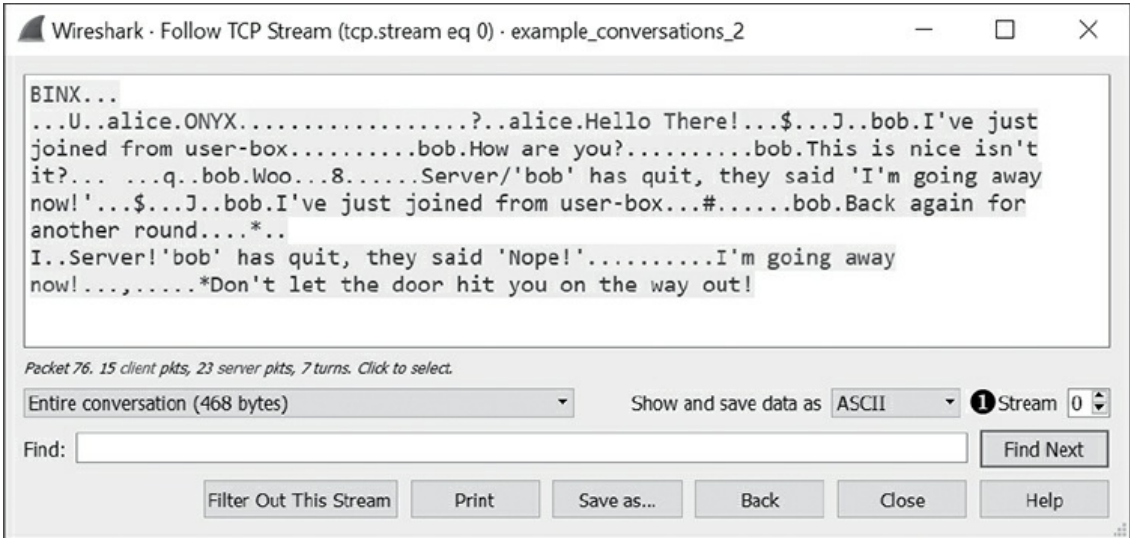 Wireshark · Follow TCP Stream (tcp.stream eq 0) · example_conversations_2
BINX...
...U..alice.ONYX...................?..alice.Hello There!...$...J..bob.I've just
joined from user-box..........bob.How are you?..........bob.This is nice isn't
it?... ...q..bob.Woo...8......Server/'bob' has quit, they said 'I'm going away
now!'...$...J..bob.I've just joined from user-box...#......bob.Back again for
another round....*..
I..Server!'bob' has quit, they said 'Nope!'..........I'm going away
now!...,.....*Don't let the door hit you on the way out!
Packet 76. 15 client pkts, 23 server pkts, 7 turns. Click to select.
Entire conversation (468 bytes) Show and save data as ASCII ❶ Stream 0
Find: Find Next
Filter Out This Stream Print Save as... Back Close Help